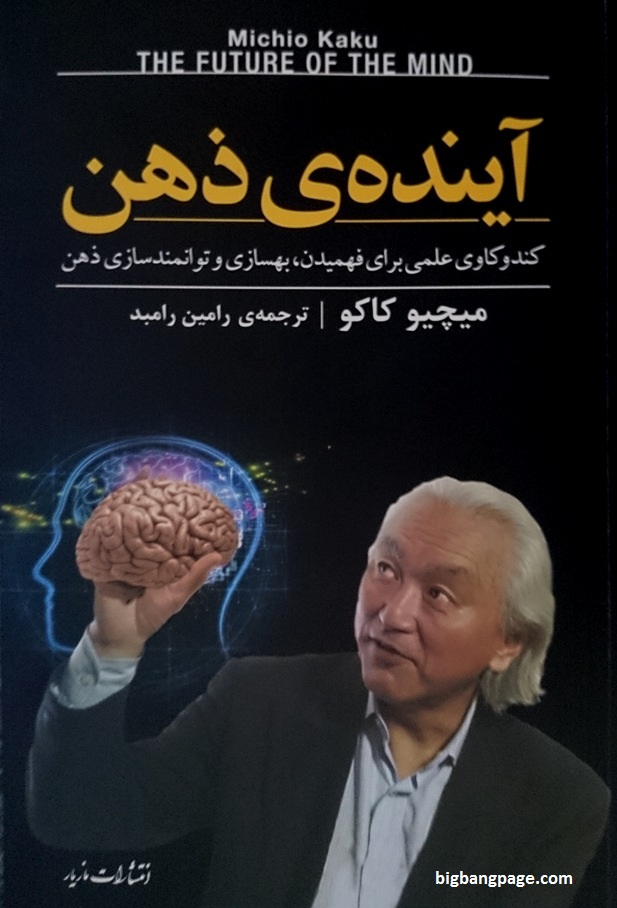 Michio Kaku
THE FUTURE OF THE MIND
آینده‌ی ذهن
کندوکاوی علمی برای فهمیدن، بهسازی و توانمندسازی ذهن
میچیو کاکو | ترجمه‌ی رامین رامبد
انتشارات مازیار
bigbangpage.com